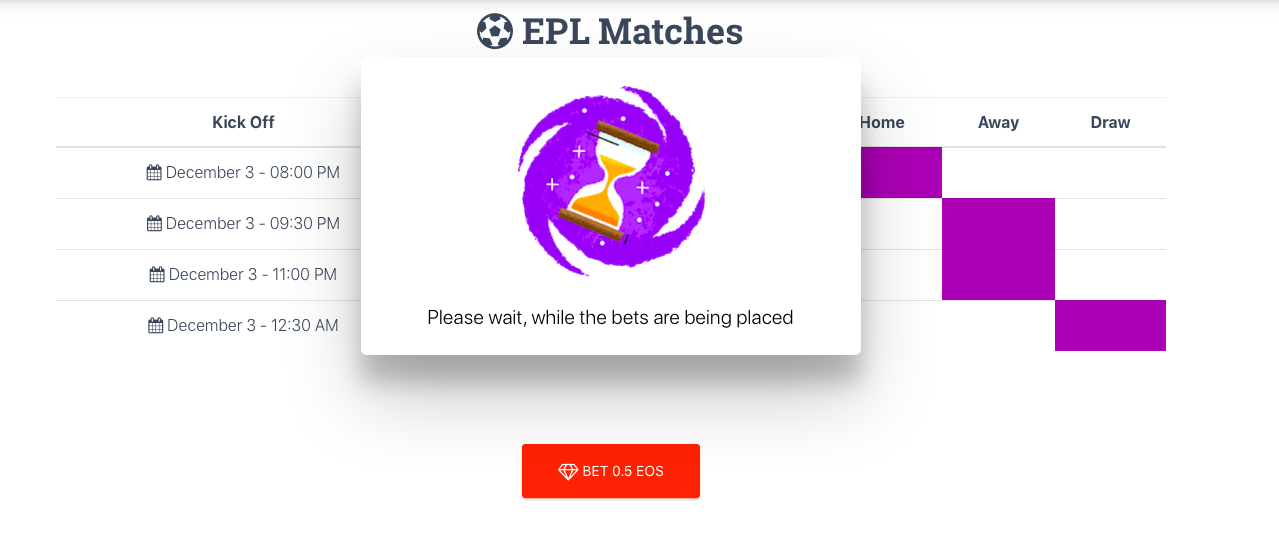 EPL Matches
Kick Off Home Away Draw
December 3 - 08:00 PM
December 3 - 09:30 PM
December 3 - 11:00 PM
December 3 - 12:30 AM
Please wait, while the bets are being placed
BET 0.5 EOS